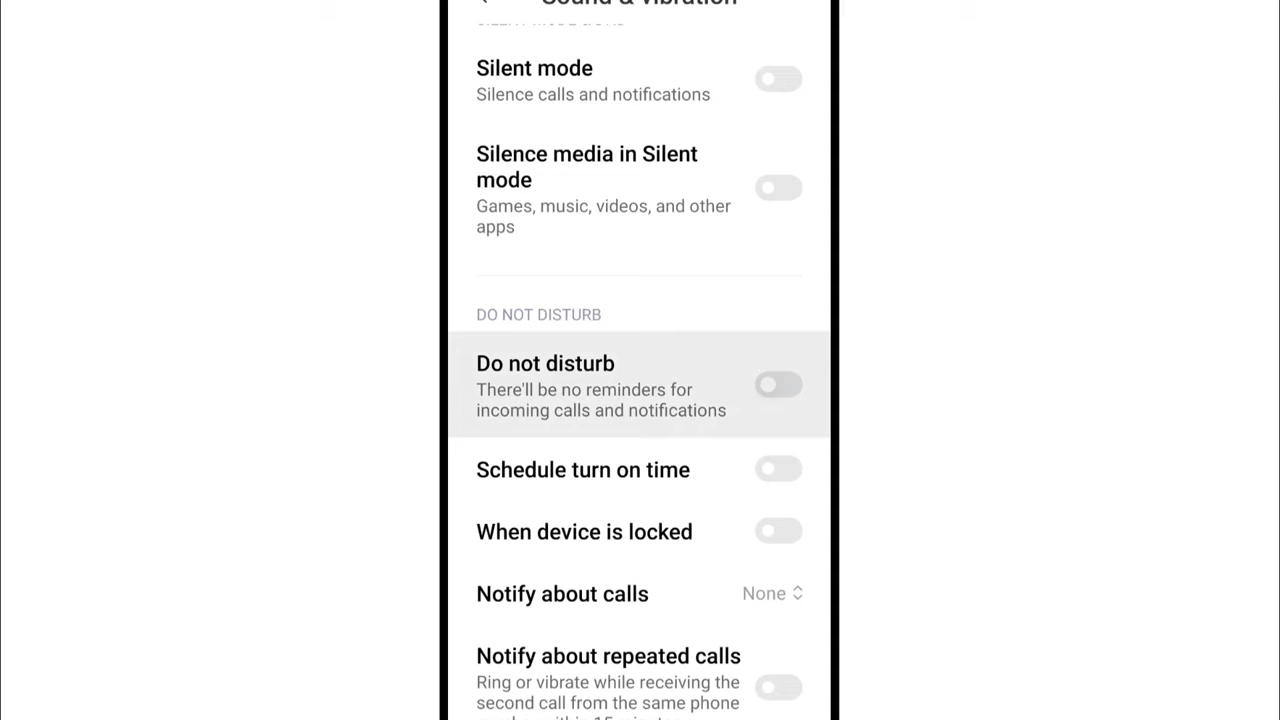 Sound & vibration
Silent mode
Silence calls and notifications
Silence media in Silent
mode
Games, music, videos, and other
apps
DO NOT DISTURB
Do not disturb
There'll be no reminders for
incoming calls and notifications
Schedule turn on time
When device is locked
Notify about calls
None
Notify about repeated calls
Ring or vibrate while receiving the
second call from the same phone